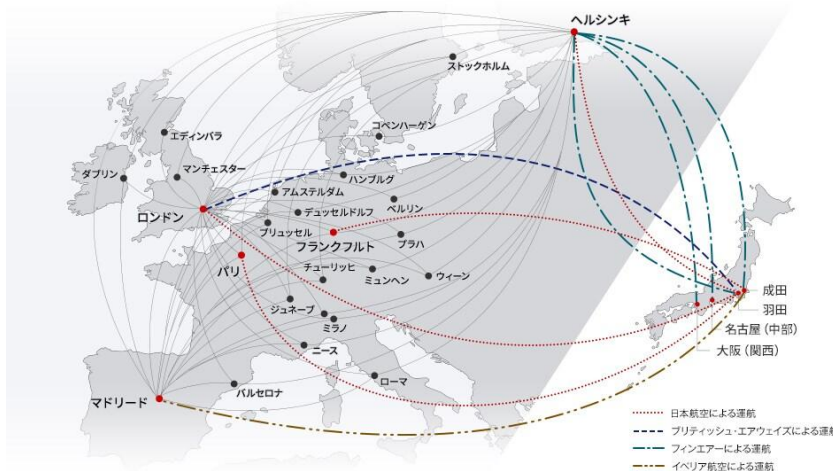 ヘルシンキ
ストックホルム
コペンハーゲン
エディンバラ
マンチェスター
ダブリン
ハンブルグ
アムステルダム
ベルリン
ロンドン
デュッセルドルフ
ブリュッセル
フランクフルト
プラハ
パリ
チューリッヒ
ミュンヘン
ウィーン
ジュネーブ
ミラノ
ニース
ローマ
バルセロナ
マドリード
成田
羽田
名古屋（中部）
大阪（関西）
日本航空による運航
ブリティッシュ・エアウェイズによる運航
フィンエアーによる運航
イベリア航空による運航